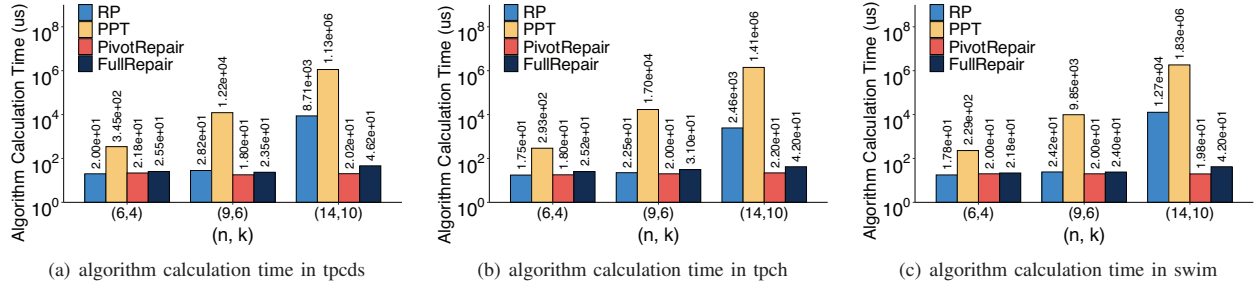 Algorithm Calculation Time (us)
10^8
10^6
10^4
10^2
10^0
RP
PPT
PivotRepair
FullRepair
2.00e+01
3.45e+02
2.18e+01
2.55e+01
2.82e+01
1.22e+04
1.80e+01
2.35e+01
8.71e+03
1.13e+06
2.02e+01
4.62e+01
(6,4)
(9,6)
(14,10)
(n, k)
(a) algorithm calculation time in tpcds
Algorithm Calculation Time (us)
10^8
10^6
10^4
10^2
10^0
RP
PPT
PivotRepair
FullRepair
1.75e+01
2.93e+02
1.80e+01
2.52e+01
2.25e+01
1.70e+04
2.00e+01
3.10e+01
2.46e+03
1.41e+06
2.20e+01
4.20e+01
(6,4)
(9,6)
(14,10)
(n, k)
(b) algorithm calculation time in tpch
Algorithm Calculation Time (us)
10^8
10^6
10^4
10^2
10^0
RP
PPT
PivotRepair
FullRepair
1.78e+01
2.29e+02
2.00e+01
2.18e+01
2.42e+01
9.85e+03
2.00e+01
2.40e+01
1.27e+04
1.83e+06
1.98e+01
4.20e+01
(6,4)
(9,6)
(14,10)
(n, k)
(c) algorithm calculation time in swim